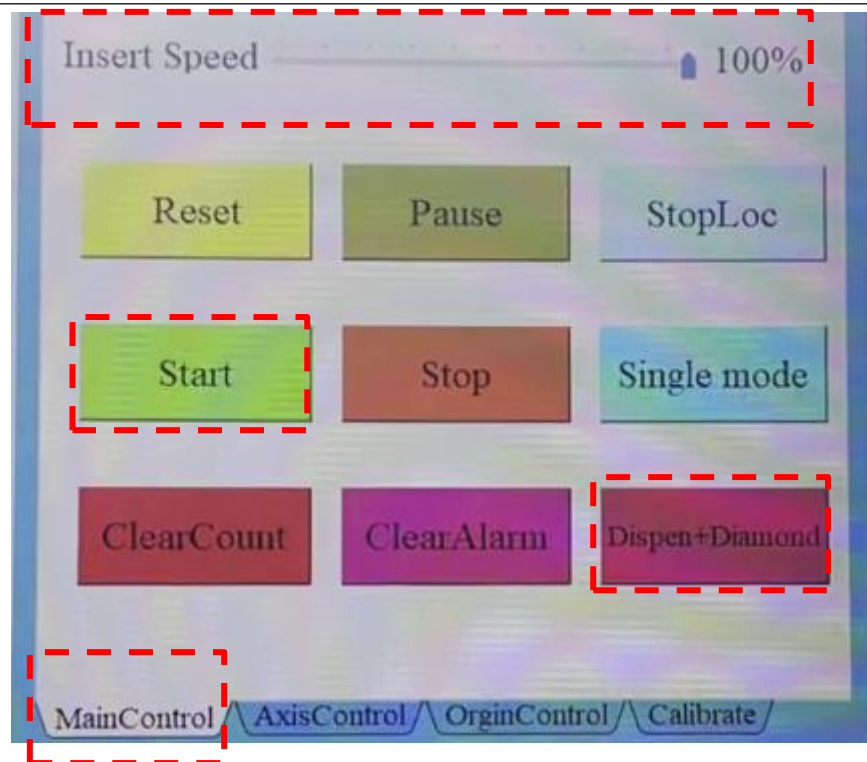 Insert Speed 100%
Reset Pause StopLoc
Start Stop Single mode
ClearCount ClearAlarm Dispen+Diamond
MainControl AxisControl OrginControl Calibrate